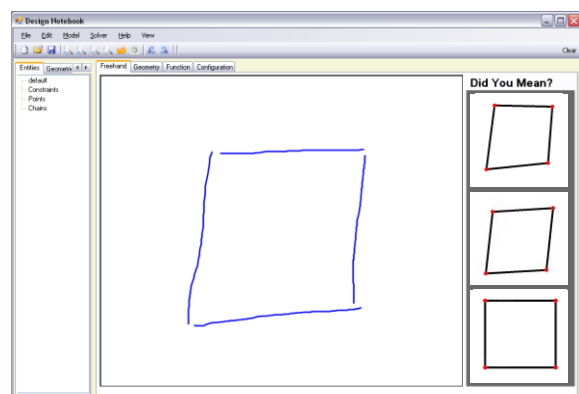 Design Notebook
File Edit Model Solver Help View
Clear
Entities Geometri
Freehand Geometry Function Configuration
default
Constraints
Points
Chains
Did You Mean?